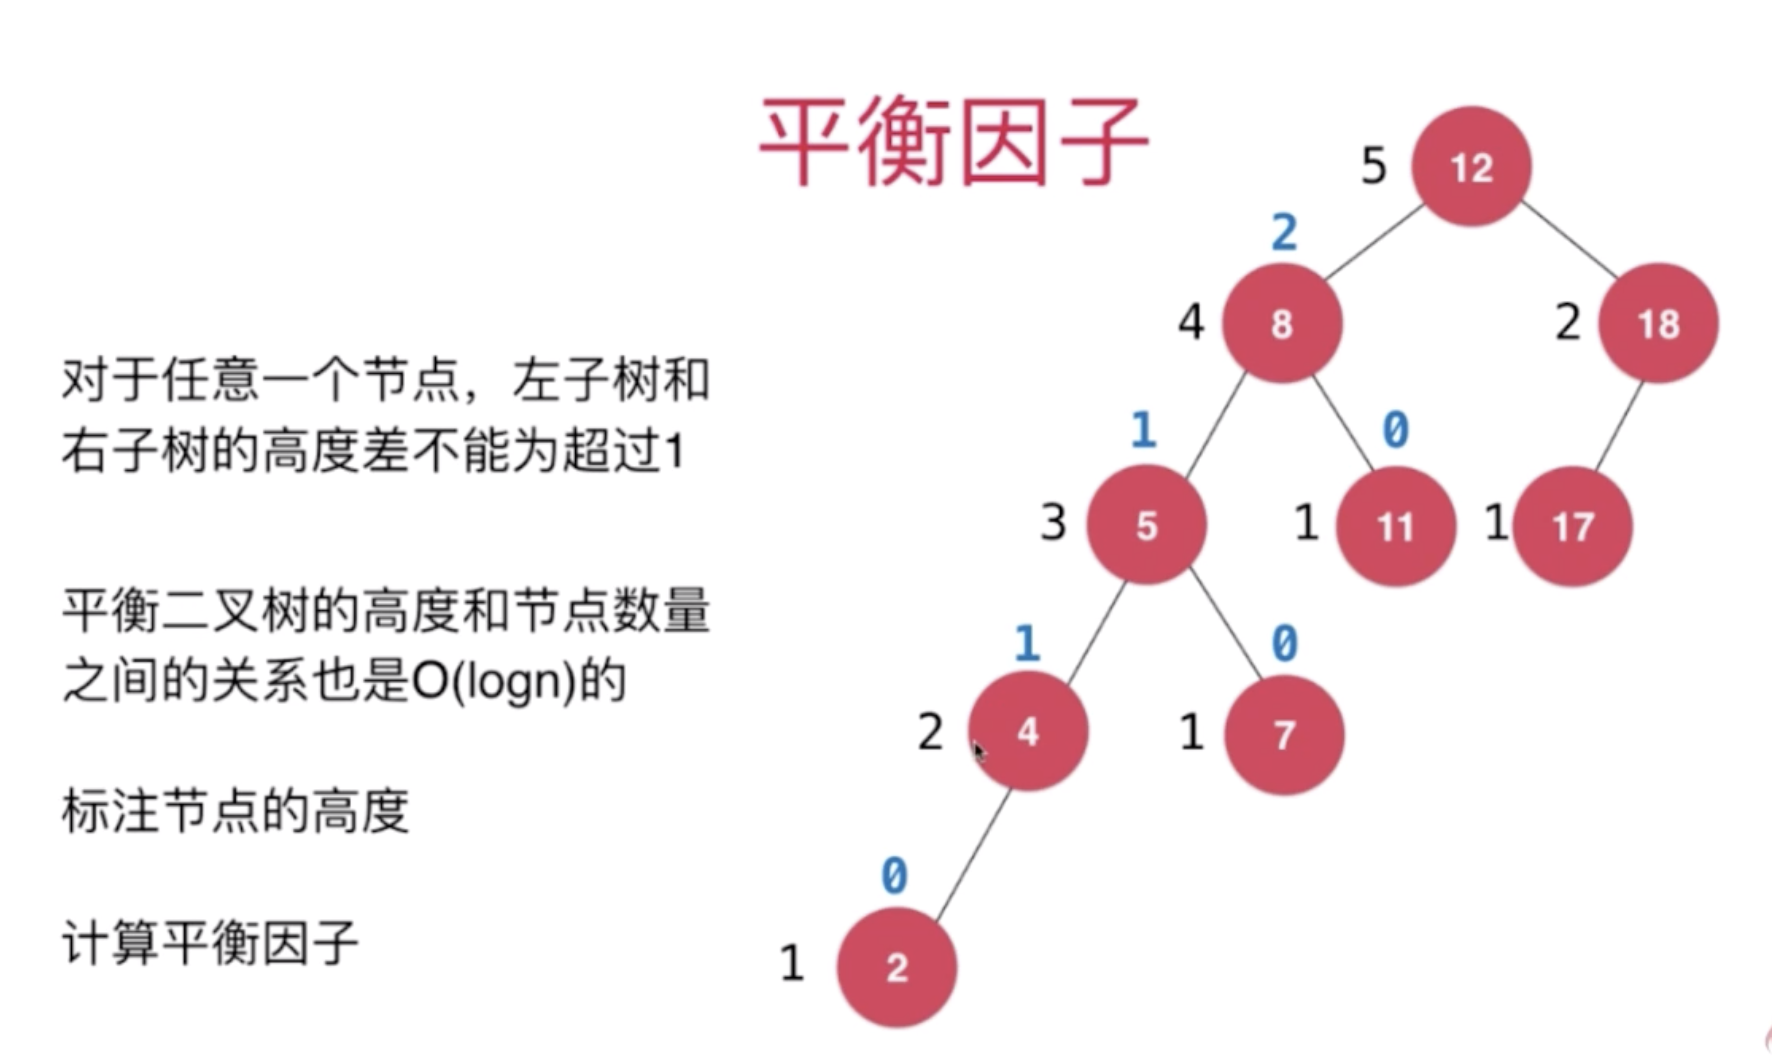 平衡因子
对于任意一个节点，左子树和
右子树的高度差不能为超过1
平衡二叉树的高度和节点数量
之间的关系也是O(logn)的
标注节点的高度
计算平衡因子
5 12
2
4 8
2 18
1
0
3 5
1 11
1 17
1
0
2 4
1 7
0
1 2